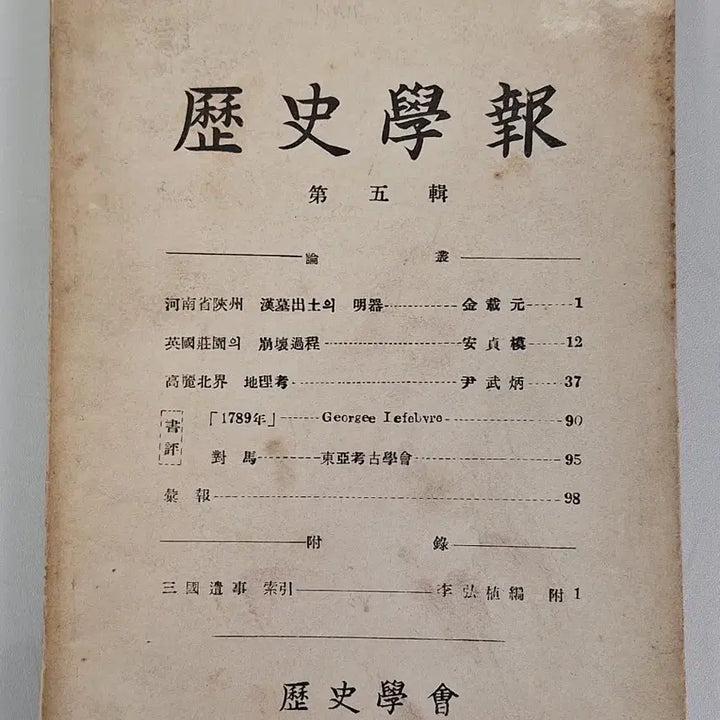 歷史學報
第五輯
論叢
河南省陝州 漢墓出土의 明器 金載元 1
英國莊園의 崩壞過程 安貞模 12
高麗北界 地理考 尹武炳 37
書評
「1789年」 Georgee Lefebvre 90
對馬 東亞考古學會 95
彙報 98
附錄
三國遺事 索引 李弘植編 附1
歷史學會